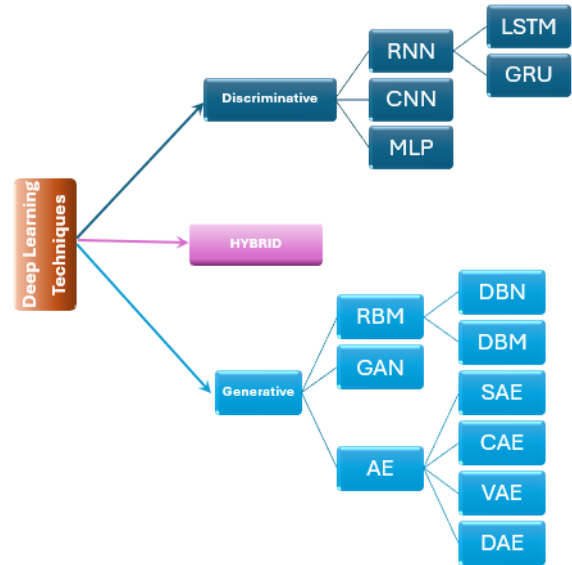 Deep Learning
Techniques
Discriminative
RNN
LSTM
GRU
CNN
MLP
HYBRID
Generative
RBM
DBN
DBM
GAN
AE
SAE
CAE
VAE
DAE